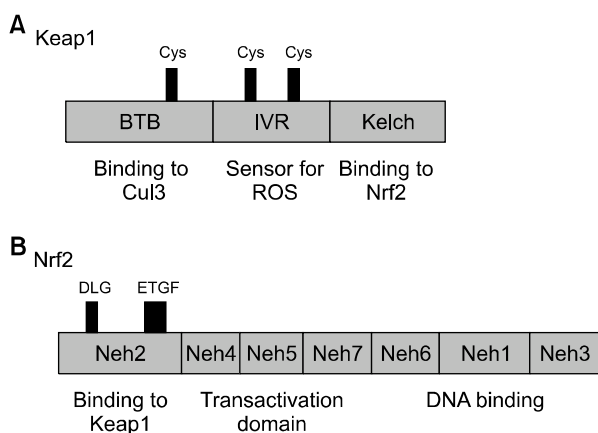 A
Keap1
Cys Cys Cys
BTB IVR Kelch
Binding to Sensor for Binding to
Cul3 ROS Nrf2
B
Nrf2
DLG ETGF
Neh2 Neh4 Neh5 Neh7 Neh6 Neh1 Neh3
Binding to Transactivation DNA binding
Keap1 domain